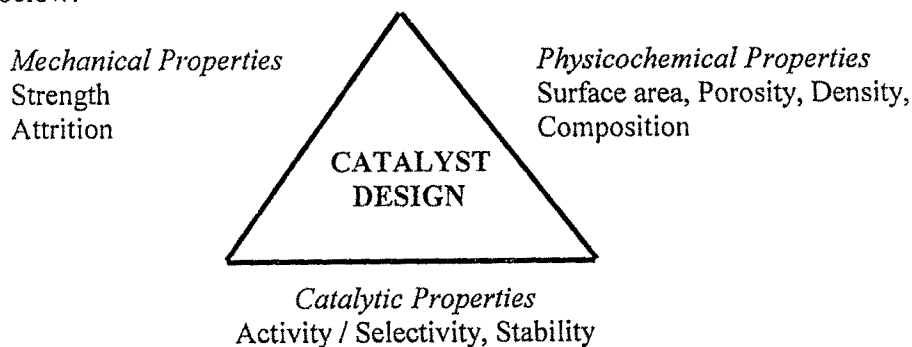 below:
Mechanical Properties
Strength
Attrition
Physicochemical Properties
Surface area, Porosity, Density,
Composition
CATALYST
DESIGN
Catalytic Properties
Activity / Selectivity, Stability